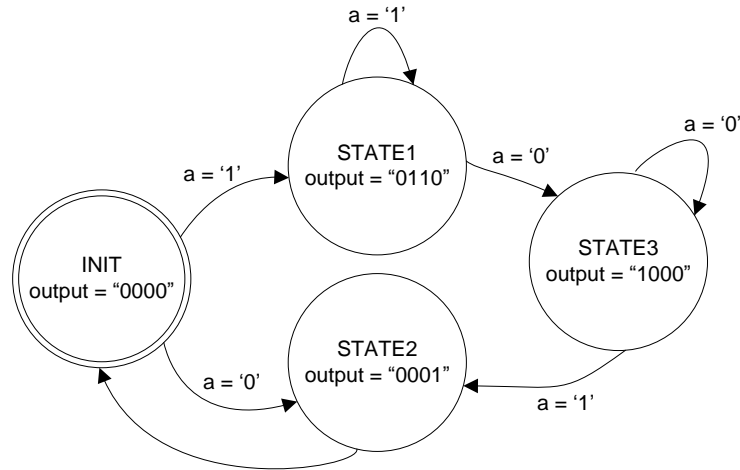 a = ‘1’
STATE1
output = “0110”
a = ‘0’
a = ‘0’
a = ‘1’
STATE3
output = “1000”
INIT
output = “0000”
STATE2
output = “0001”
a = ‘0’
a = ‘1’